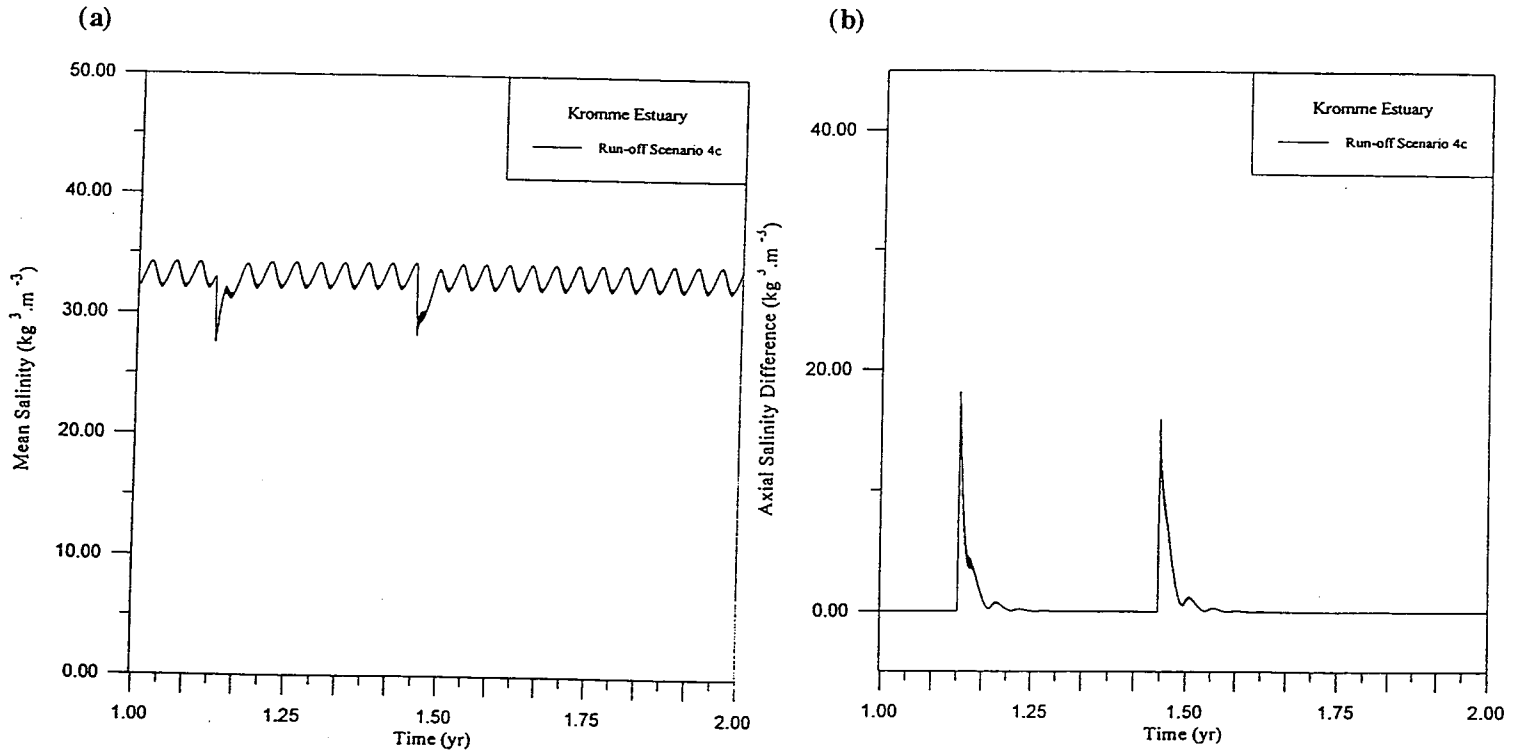 (a)
50.00
40.00
30.00
20.00
10.00
0.00
Mean Salinity (kg ³.m ⁻³)
Kromme Estuary
Run-off Scenario 4c
1.00
1.25
1.50
1.75
2.00
Time (yr)
(b)
40.00
20.00
0.00
Axial Salinity Difference (kg ³.m ⁻³)
Kromme Estuary
Run-off Scenario 4c
1.00
1.25
1.50
1.75
2.00
Time (yr)